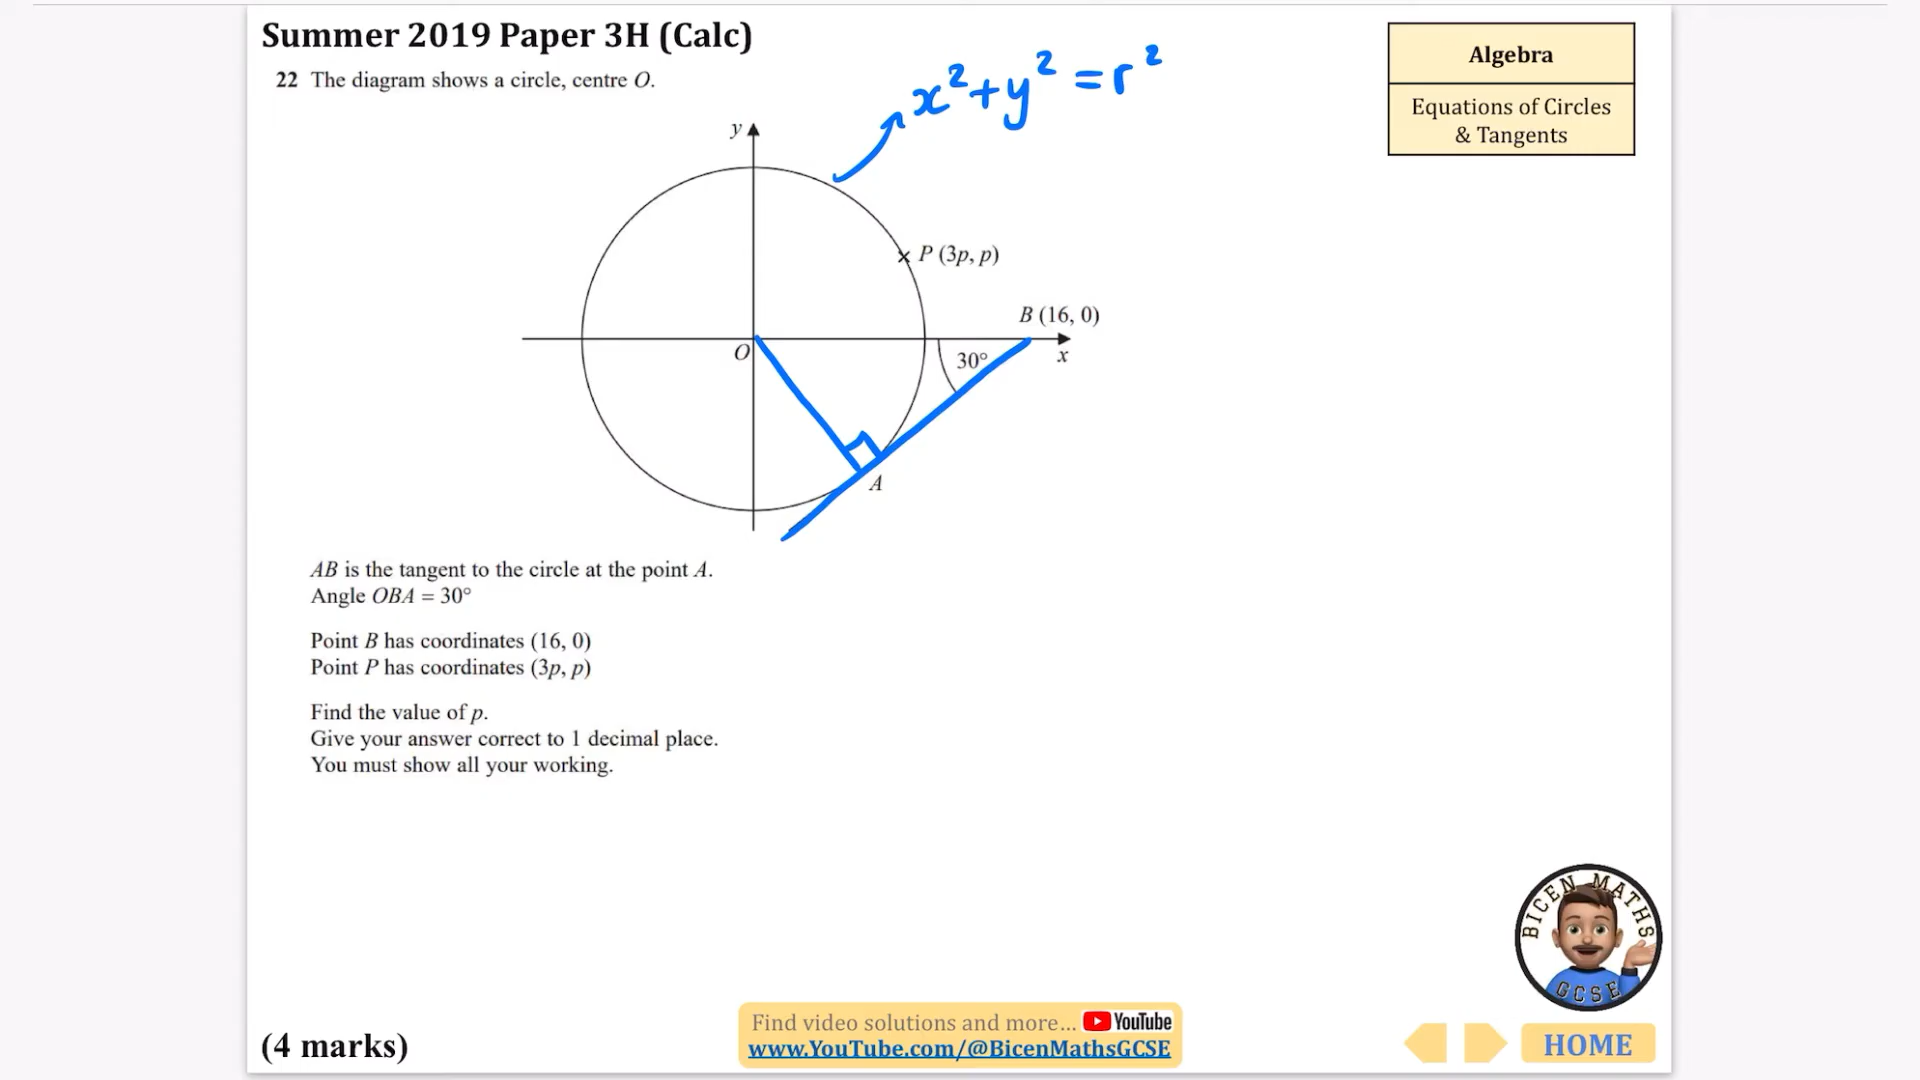 Summer 2019 Paper 3H (Calc)
22 The diagram shows a circle, centre O.
x² + y² = r²
Algebra
Equations of Circles
& Tangents
y
P (3p, p)
B (16, 0)
O
30°
x
A
AB is the tangent to the circle at the point A.
Angle OBA = 30°
Point B has coordinates (16, 0)
Point P has coordinates (3p, p)
Find the value of p.
Give your answer correct to 1 decimal place.
You must show all your working.
BICEN MATHS
GCSE
(4 marks)
Find video solutions and more... YouTube
www.YouTube.com/@BicenMathsGCSE
HOME